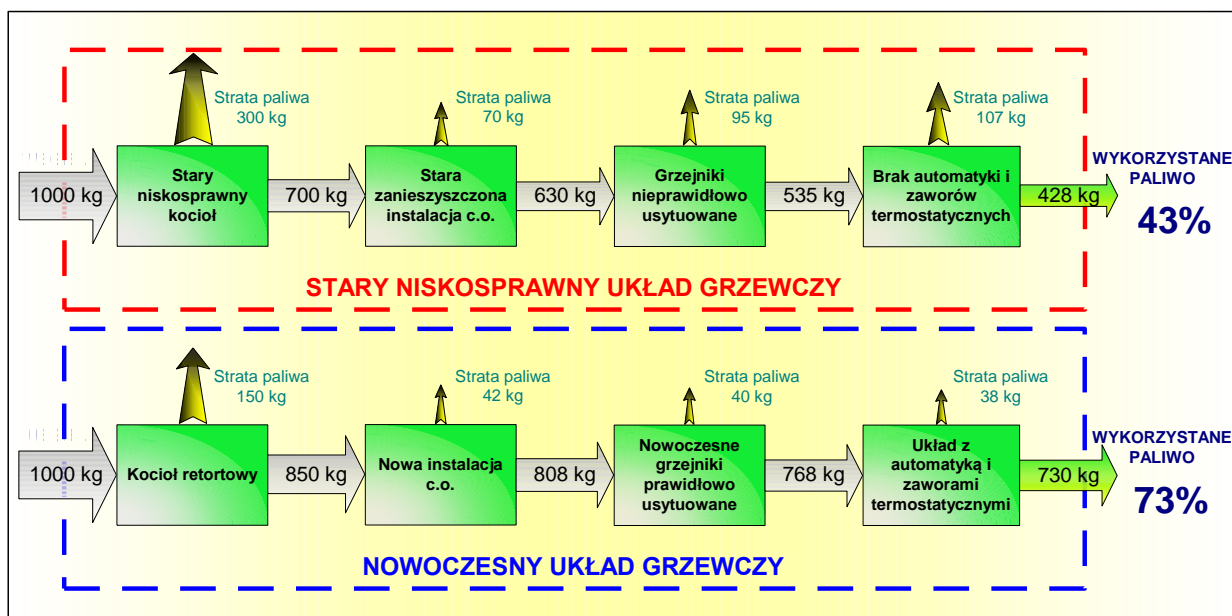 Strata paliwa
300 kg
Strata paliwa
70 kg
Strata paliwa
95 kg
Strata paliwa
107 kg
1000 kg
Stary
niskosprawny
kocioł
700 kg
Stara
zanieszyszczona
instalacja c.o.
630 kg
Grzejniki
nieprawidłowo
usytuowane
535 kg
Brak automatyki i
zaworów
termostatycznych
428 kg
WYKORZYSTANE
PALIWO
43%
STARY NISKOSPRAWNY UKŁAD GRZEWCZY
Strata paliwa
150 kg
Strata paliwa
42 kg
Strata paliwa
40 kg
Strata paliwa
38 kg
1000 kg
Kocioł retortowy
850 kg
Nowa instalacja
c.o.
808 kg
Nowoczesne
grzejniki
prawidłowo
usytuowane
768 kg
Układ z
automatyką i
zaworami
termostatycznymi
730 kg
WYKORZYSTANE
PALIWO
73%
NOWOCZESNY UKŁAD GRZEWCZY